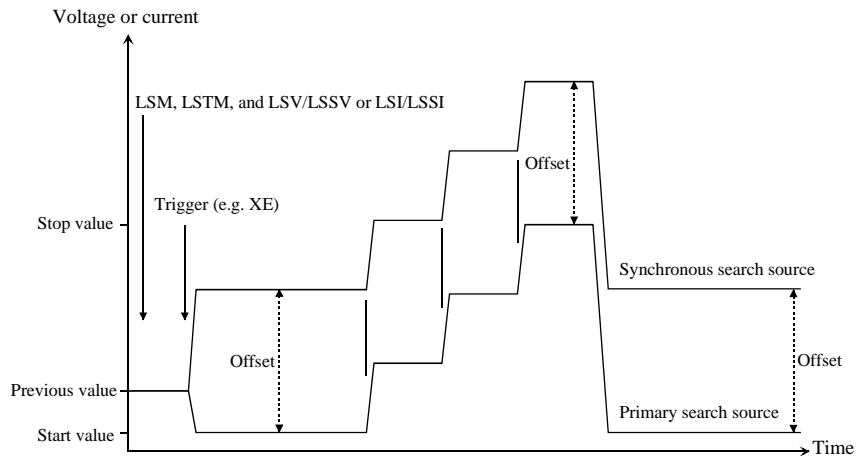 Voltage or current
LSM, LSTM, and LSV/LSSV or LSI/LSSI
Offset
Trigger (e.g. XE)
Stop value
Synchronous search source
Offset
Offset
Previous value
Primary search source
Start value
Time